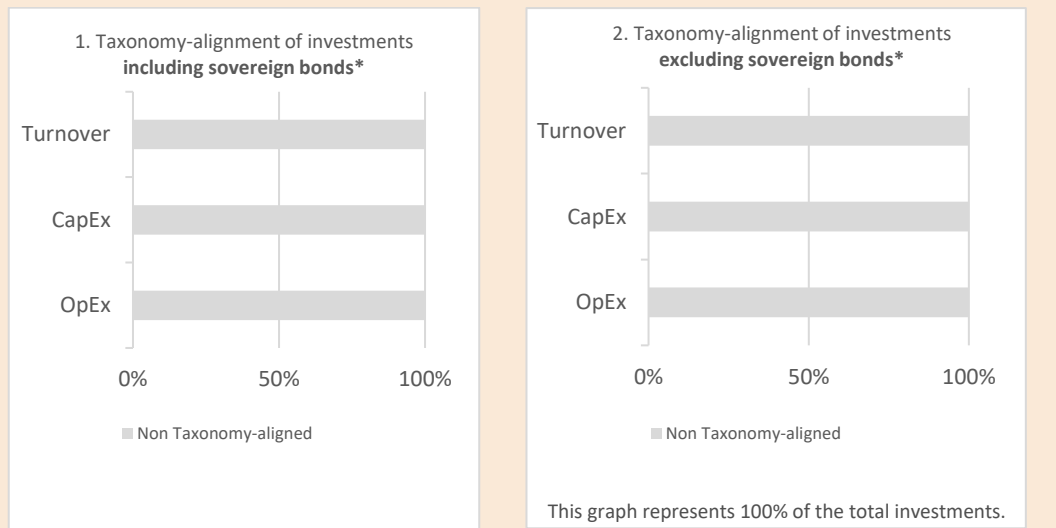 1. Taxonomy-alignment of investments
including sovereign bonds*
Turnover
CapEx
OpEx
0%
50%
100%
Non Taxonomy-aligned
2. Taxonomy-alignment of investments
excluding sovereign bonds*
Turnover
CapEx
OpEx
0%
50%
100%
Non Taxonomy-aligned
This graph represents 100% of the total investments.